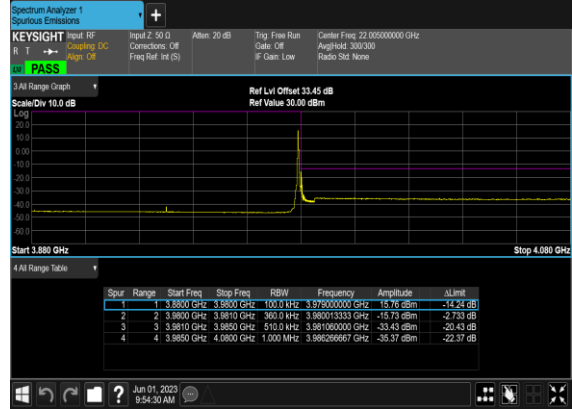 Spectrum Analyzer 1
Spurious Emissions
KEYSIGHT Input: RF Input Z: 50 Ω Atten: 20 dB Trig: Free Run Center Freq: 22.005000000 GHz
R T Coupling: DC Corrections: Off Gate: Off Avg|Hold: 300/300
Align: Off Freq Ref: Int (S) IF Gain: Low Radio Std: None
PASS
3 All Range Graph
Ref Lvl Offset 33.45 dB
Scale/Div 10.0 dB Ref Value 30.00 dBm
Log
20.0
10.0
0.00
-10.0
-20.0
-30.0
-40.0
-50.0
-60.0
Start 3.880 GHz Stop 4.080 GHz
4 All Range Table
Spur Range Start Freq Stop Freq RBW Frequency Amplitude ΔLimit
1 1 3.8800 GHz 3.9800 GHz 100.0 kHz 3.979000000 GHz 15.76 dBm -14.24 dB
2 2 3.9800 GHz 3.9810 GHz 360.0 kHz 3.980013333 GHz -15.73 dBm -2.733 dB
3 3 3.9810 GHz 3.9850 GHz 510.0 kHz 3.981060000 GHz -33.43 dBm -20.43 dB
4 4 3.9850 GHz 4.0800 GHz 1.000 MHz 3.986266667 GHz -35.37 dBm -22.37 dB
? Jun 01, 2023
9:54:30 AM